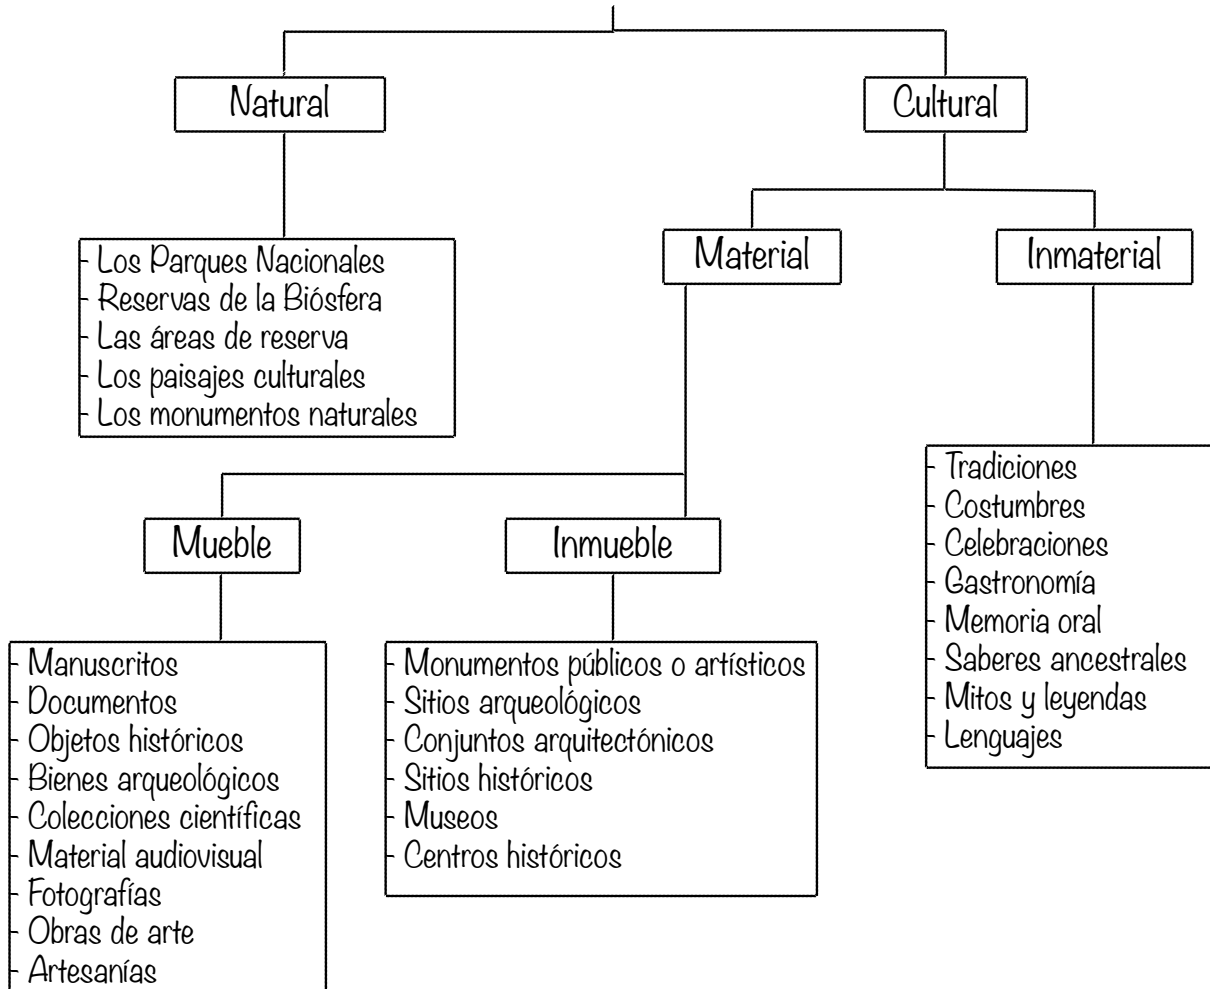 Natural
Cultural
Material
Inmaterial
- Los Parques Nacionales
- Reservas de la Biósfera
- Las áreas de reserva
- Los paisajes culturales
- Los monumentos naturales
Mueble
Inmueble
- Tradiciones
- Costumbres
- Celebraciones
- Gastronomía
- Memoria oral
- Saberes ancestrales
- Mitos y leyendas
- Lenguajes
- Manuscritos
- Documentos
- Objetos históricos
- Bienes arqueológicos
- Colecciones científicas
- Material audiovisual
- Fotografías
- Obras de arte
- Artesanías
- Monumentos públicos o artísticos
- Sitios arqueológicos
- Conjuntos arquitectónicos
- Sitios históricos
- Museos
- Centros históricos